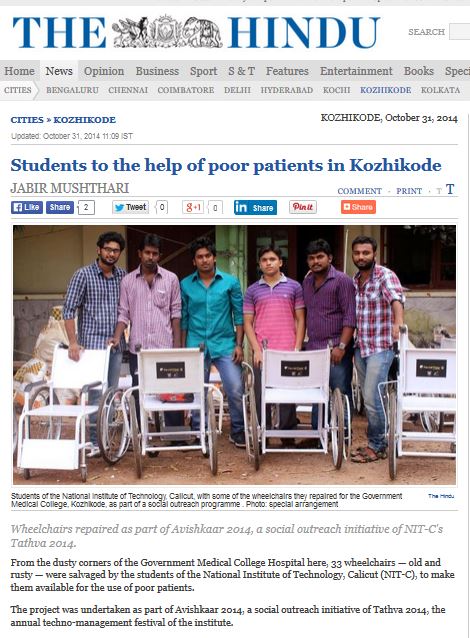 THE HINDU
SEARCH
Home News Opinion Business Sport S & T Features Entertainment Books Speci
CITIES BENGALURU CHENNAI COIMBATORE DELHI HYDERABAD KOCHI KOZHIKODE KOLKATA
CITIES » KOZHIKODE
KOZHIKODE, October 31, 2014
Updated: October 31, 2014 11:09 IST
Students to the help of poor patients in Kozhikode
JABIR MUSHTHARI
COMMENT · PRINT · T T
Like Share 2 Tweet 0 g+1 0 in Share Pin it Share
Students of the National Institute of Technology, Calicut, with some of the wheelchairs they repaired for the Government
Medical College, Kozhikode, as part of a social outreach programme . Photo: special arrangement
The Hindu
Wheelchairs repaired as part of Avishkaar 2014, a social outreach initiative of NIT-C's
Tathva 2014.
From the dusty corners of the Government Medical College Hospital here, 33 wheelchairs — old and
rusty — were salvaged by the students of the National Institute of Technology, Calicut (NIT-C), to make
them available for the use of poor patients.
The project was undertaken as part of Avishkaar 2014, a social outreach initiative of Tathva 2014, the
annual techno-management festival of the institute.